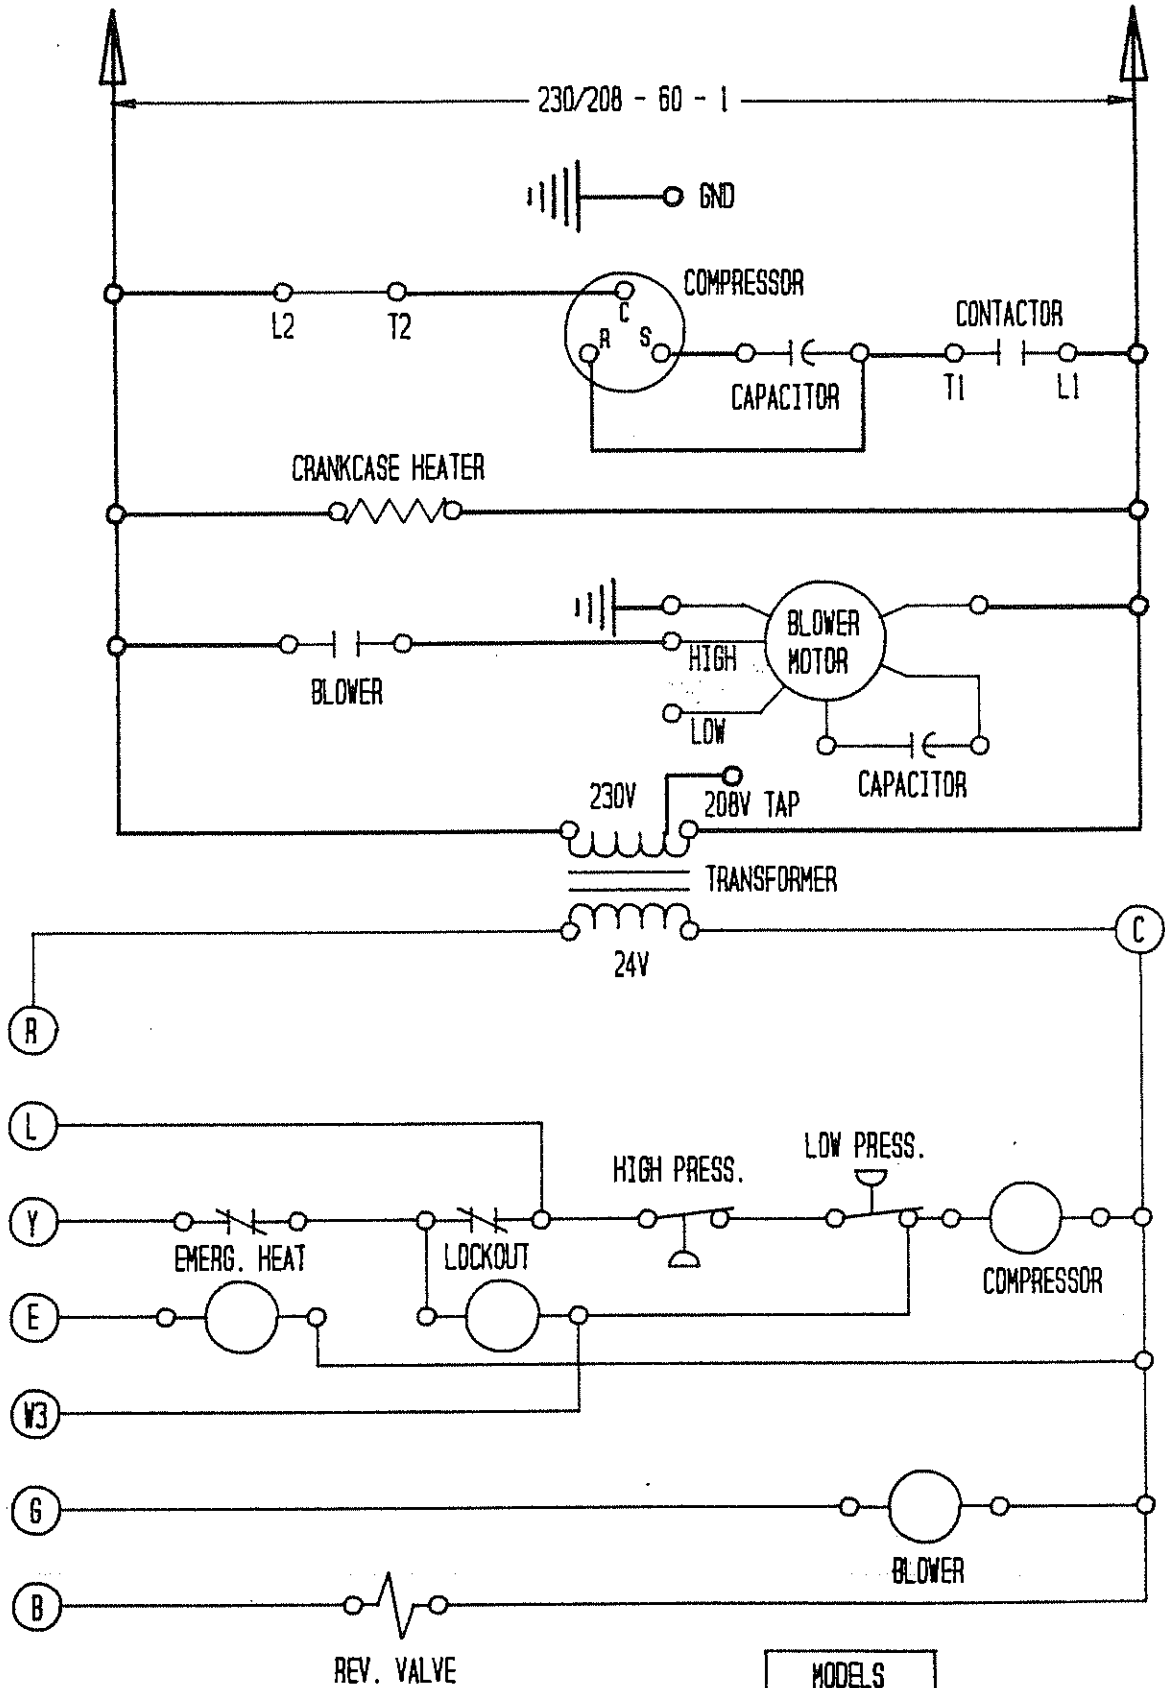 230/208 - 60 - 1
GND
COMPRESSOR
C
R S
L2 T2
CONTACTOR
CAPACITOR
T1 L1
CRANKCASE HEATER
BLOWER MOTOR
HIGH
BLOWER
LOW
CAPACITOR
230V 208V TAP
TRANSFORMER
24V
C
R
L
LOW PRESS.
HIGH PRESS.
Y
EMERG. HEAT
LOCKOUT
COMPRESSOR
E
W3
G
BLOWER
B
REV. VALVE
MODELS